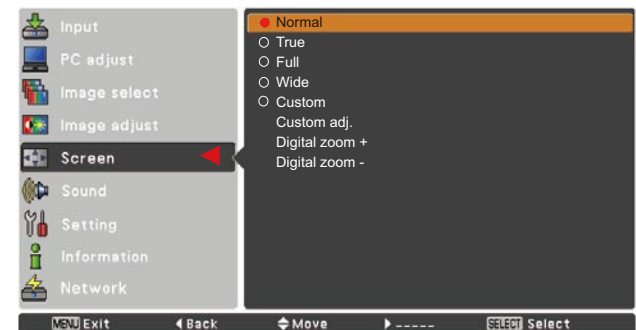 Input
PC adjust
Image select
Image adjust
Screen
Sound
Setting
Information
Network
Normal
True
Full
Wide
Custom
Custom adj.
Digital zoom +
Digital zoom -
MENU Exit ◀ Back Move ▶ ----- SELECT Select